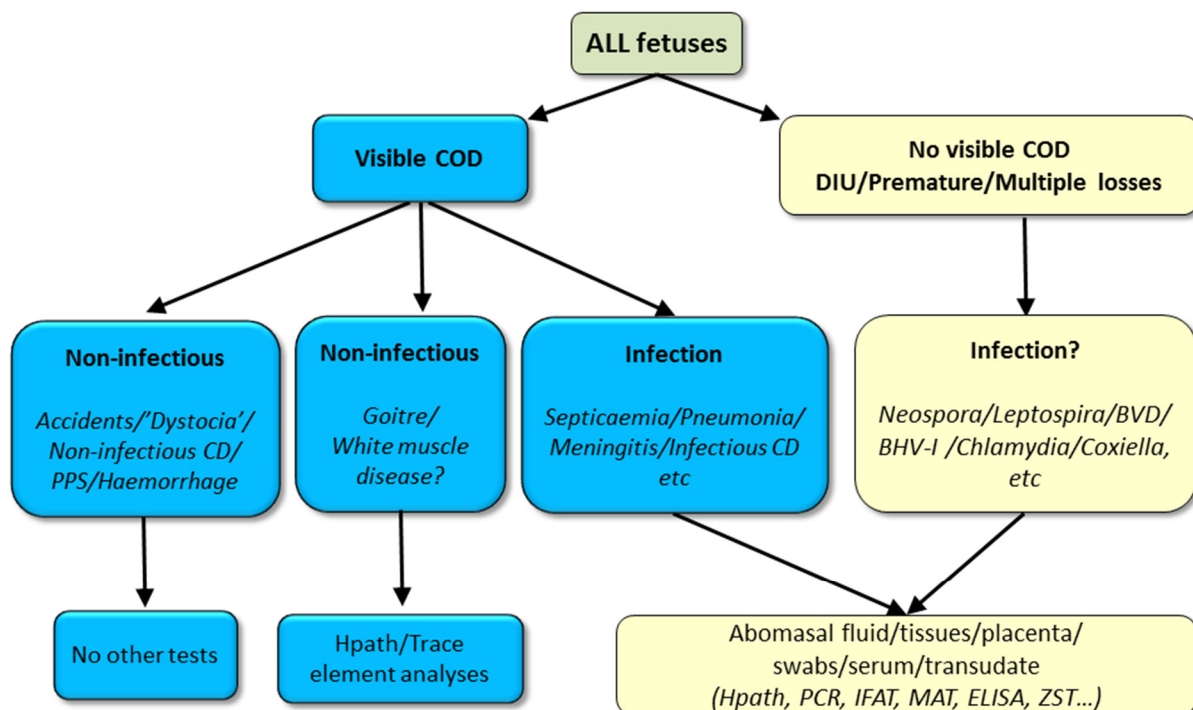 ALL fetuses
Visible COD
No visible COD
DIU/Premature/Multiple losses
Non-infectious
Accidents/’Dystocia’/
Non-infectious CD/
PPS/Haemorrhage
Non-infectious
Goitre/
White muscle
disease?
Infection
Septicaemia/Pneumonia/
Meningitis/Infectious CD
etc
Infection?
Neospora/Leptospira/BVD/
BHV-I /Chlamydia/Coxiella,
etc
No other tests
Hpath/Trace
element analyses
Abomasal fluid/tissues/placenta/
swabs/serum/transudate
(Hpath, PCR, IFAT, MAT, ELISA, ZST...)